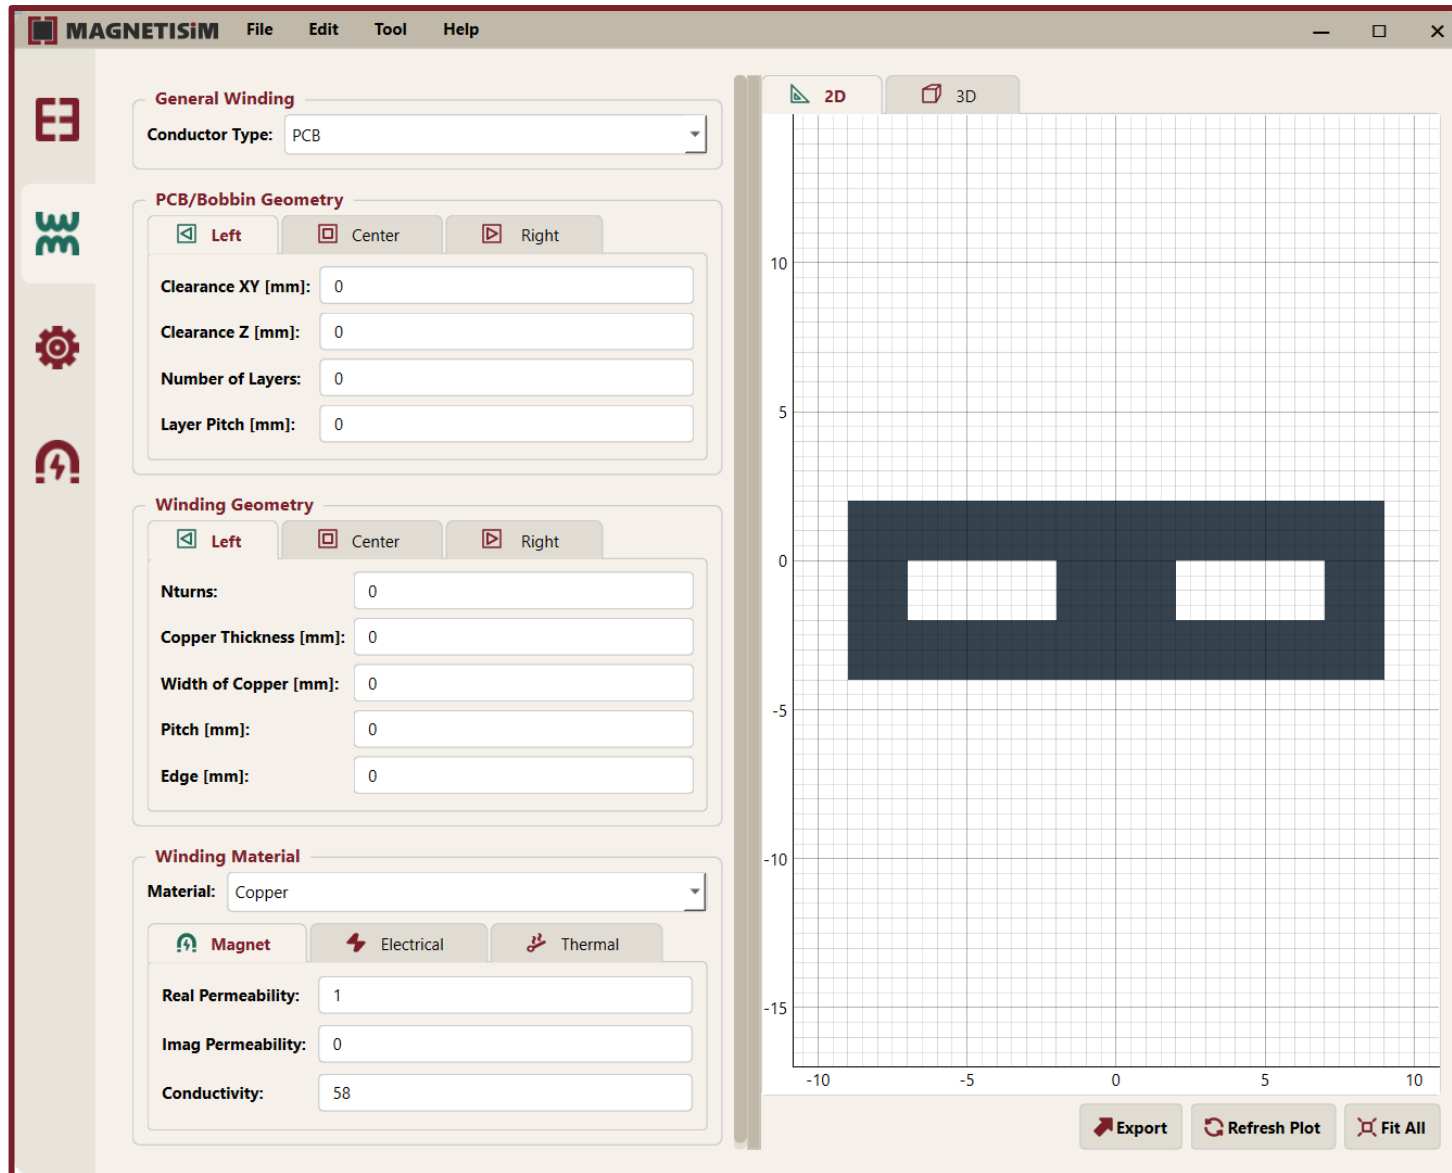 MAGNETISiM File Edit Tool Help
General Winding
Conductor Type: PCB
PCB/Bobbin Geometry
Left Center Right
Clearance XY [mm]: 0
Clearance Z [mm]: 0
Number of Layers: 0
Layer Pitch [mm]: 0
Winding Geometry
Left Center Right
Nturns: 0
Copper Thickness [mm]: 0
Width of Copper [mm]: 0
Pitch [mm]: 0
Edge [mm]: 0
Winding Material
Material: Copper
Magnet Electrical Thermal
Real Permeability: 1
Imag Permeability: 0
Conductivity: 58
2D 3D
10
5
0
-5
-10
-15
-10 -5 0 5 10
Export Refresh Plot Fit All